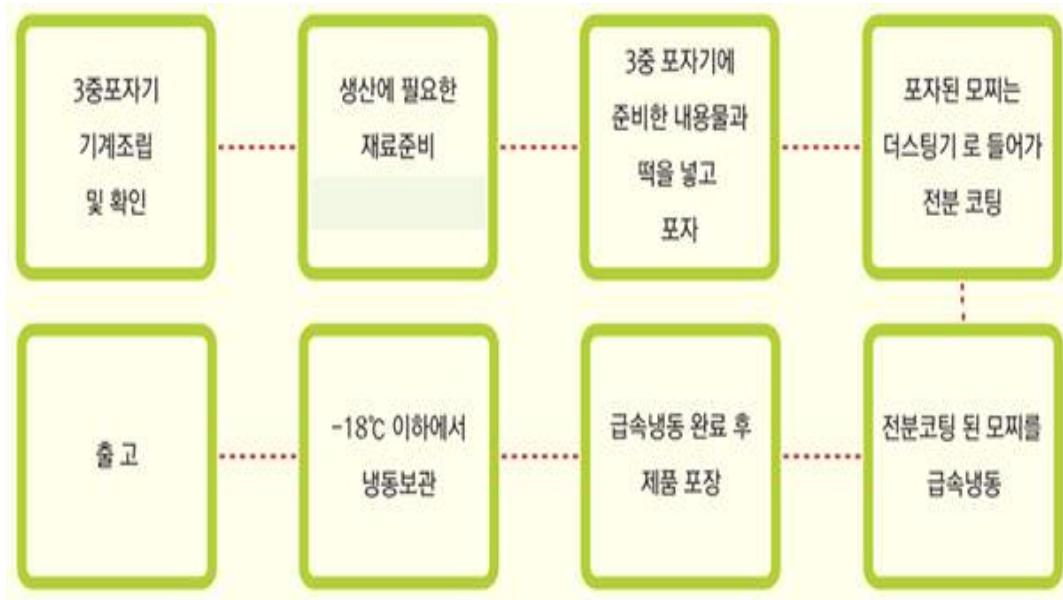 3중포자기
기계조립
및 확인
생산에 필요한
재료준비
3중 포자기에
준비한 내용물과
떡을 넣고
포자
포자된 모찌는
더스팅기 로 들어가
전분 코팅
전분코팅 된 모찌를
급속냉동
급속냉동 완료 후
제품 포장
-18℃ 이하에서
냉동보관
출 고